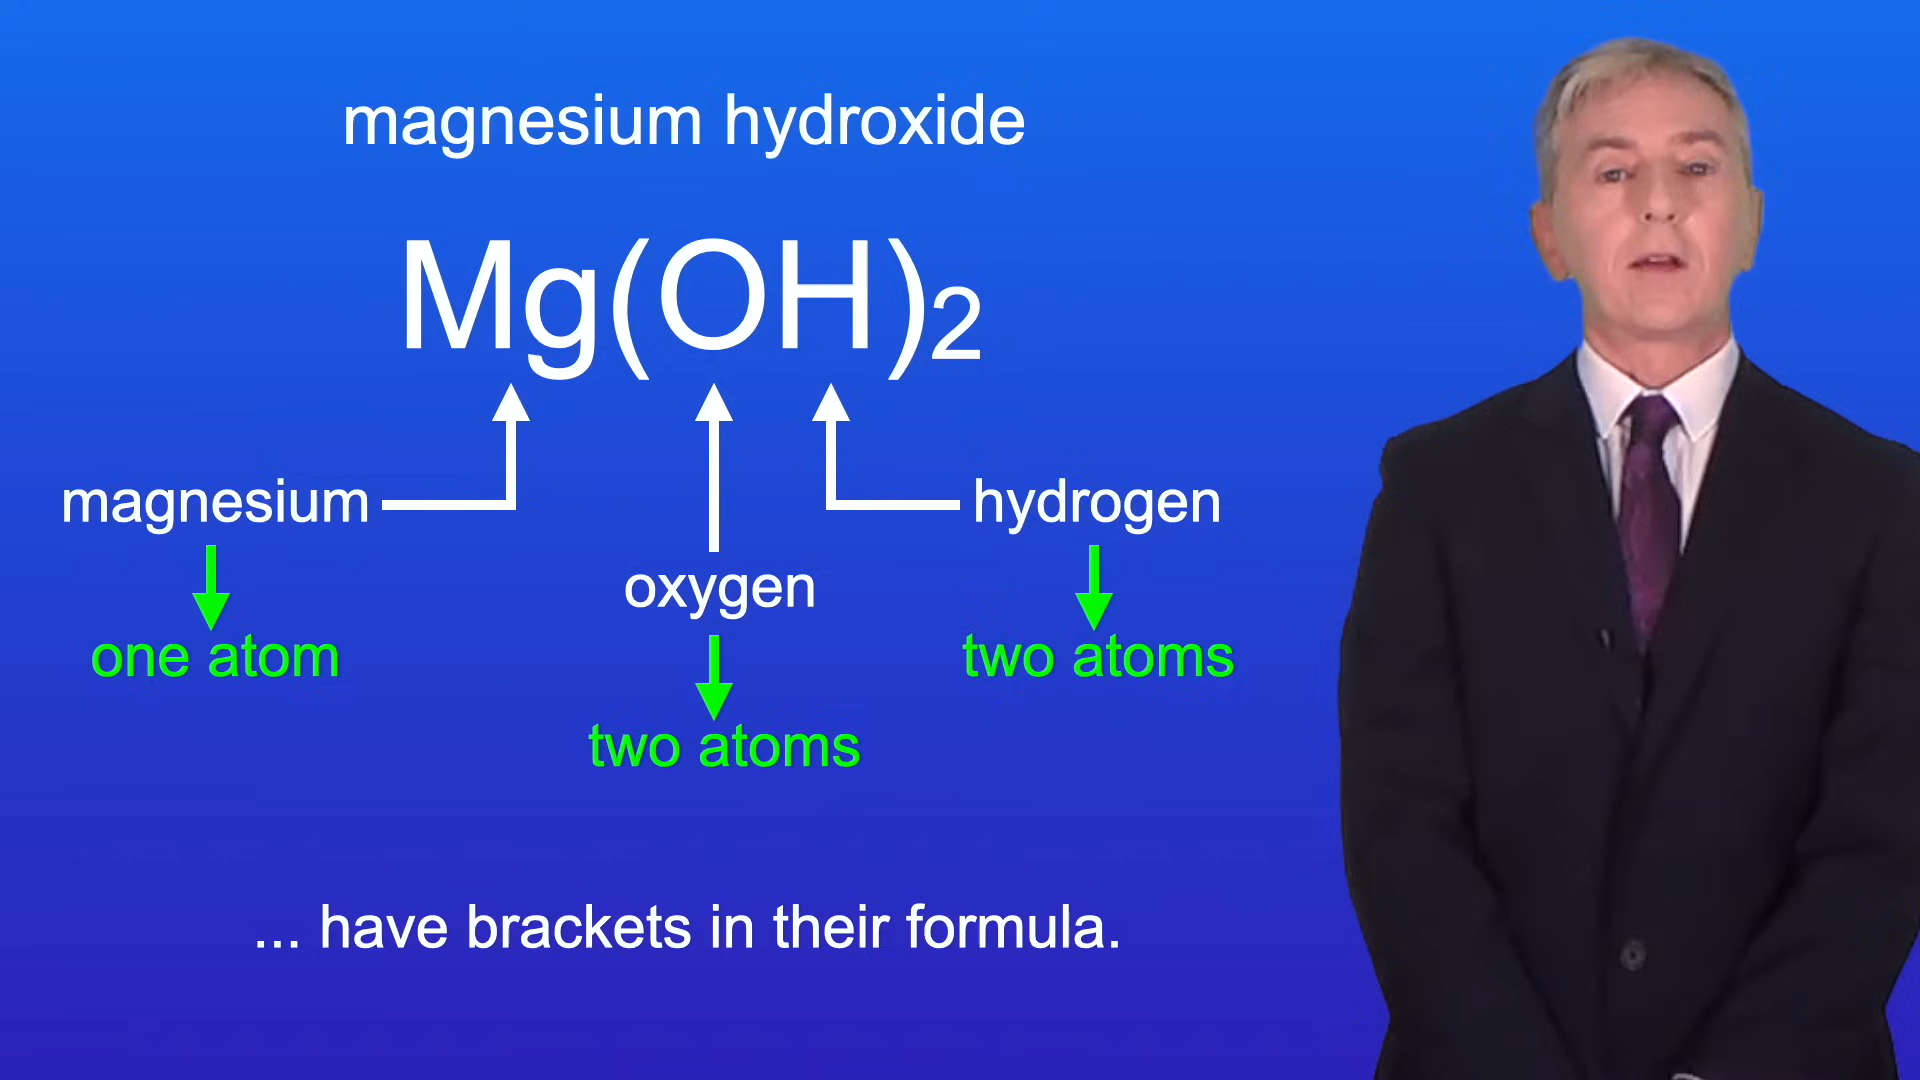 magnesium hydroxide
Mg(OH)₂
magnesium
hydrogen
oxygen
one atom
two atoms
two atoms
... have brackets in their formula.